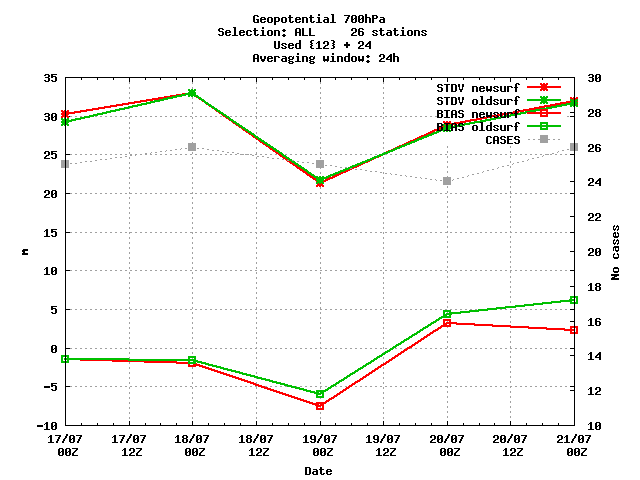 Geopotential 700hPa
Selection: ALL 26 stations
Used {12} + 24
Averaging window: 24h
35
30
25
20
15
10
5
0
-5
-10
m
STDV newsurf
STDV oldsurf
BIAS newsurf
BIAS oldsurf
CASES
30
28
26
24
22
20
18
16
14
12
10
No cases
17/07 17/07 18/07 18/07 19/07 19/07 20/07 20/07 21/07
00Z 12Z 00Z 12Z 00Z 12Z 00Z 12Z 00Z
Date